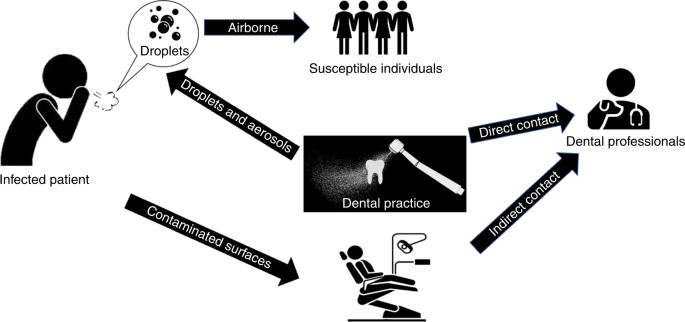 Droplets
Airborne
Susceptible individuals
Infected patient
Droplets and aerosols
Dental practice
Direct contact
Dental professionals
Contaminated surfaces
Indirect contact